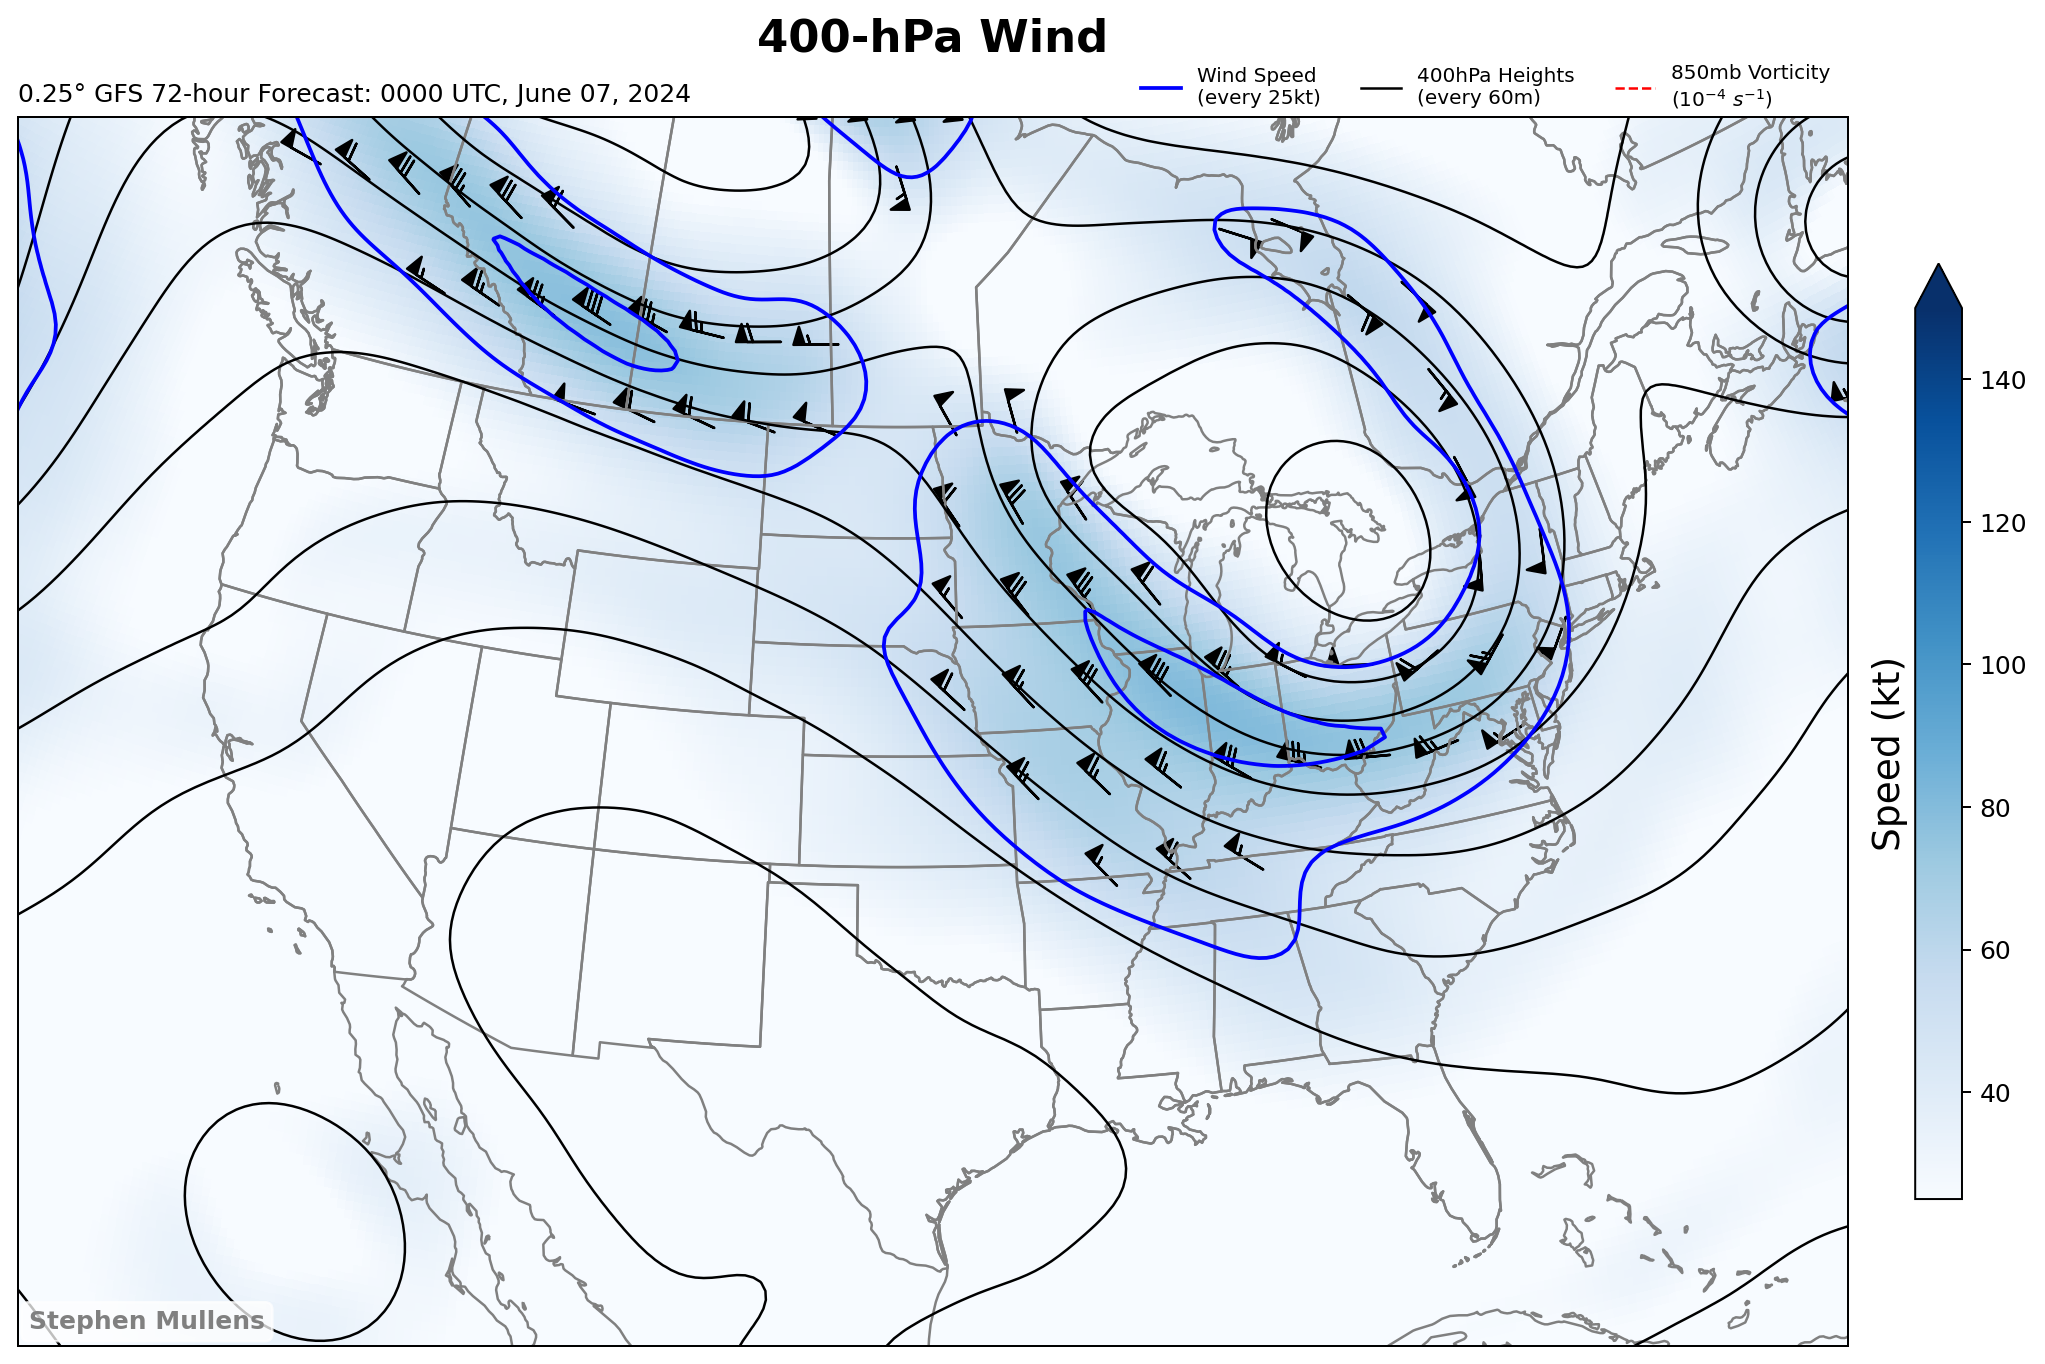 400-hPa Wind
0.25° GFS 72-hour Forecast: 0000 UTC, June 07, 2024
Wind Speed
(every 25kt)
400hPa Heights
(every 60m)
850mb Vorticity
(10⁻⁴ s⁻¹)
140
120
100
80
60
40
Speed (kt)
Stephen Mullens